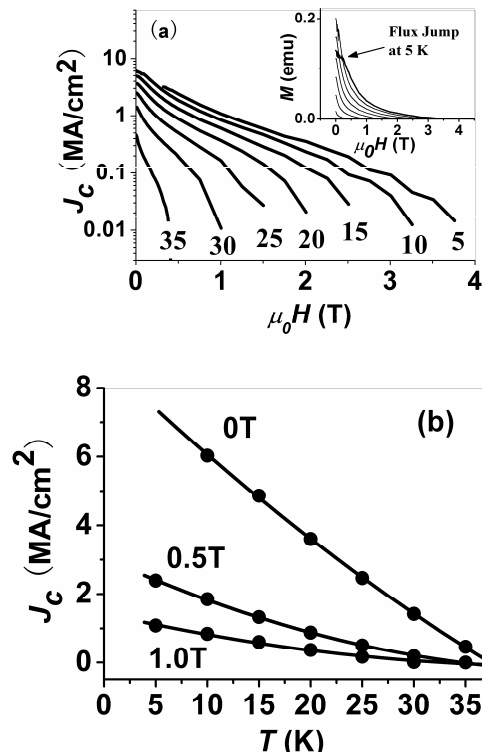 (a)
J_C (MA/cm²)
10
1
0.1
0.01
35
30
25
20
15
10
5
0
1
2
3
4
μ₀H (T)
M (emu)
0.2
0.1
0.0
Flux Jump
at 5 K
0 1 2 3 4
μ₀H (T)
(b)
J_C (MA/cm²)
8
6
4
2
0
0T
0.5T
1.0T
0 5 10 15 20 25 30 35
T (K)